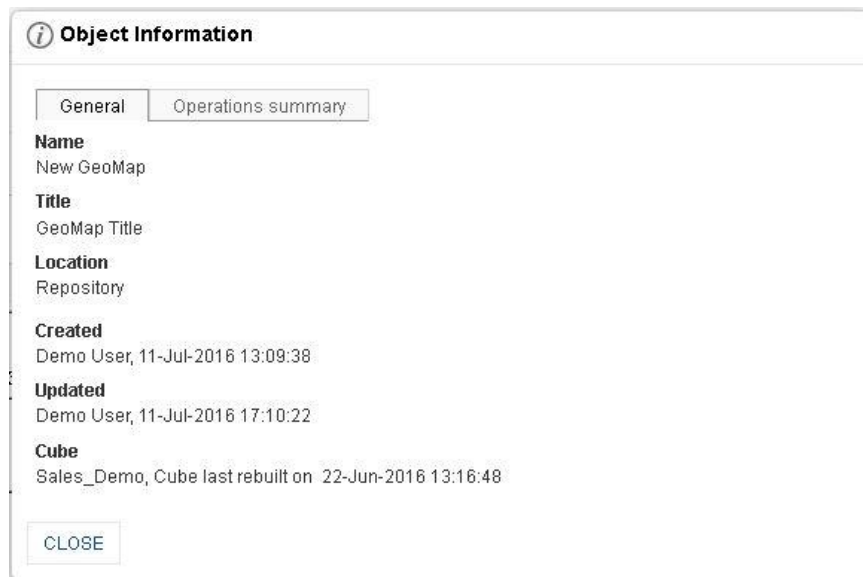 Object Information
General
Operations summary
Name
New GeoMap
Title
GeoMap Title
Location
Repository
Created
Demo User, 11-Jul-2016 13:09:38
Updated
Demo User, 11-Jul-2016 17:10:22
Cube
Sales_Demo, Cube last rebuilt on 22-Jun-2016 13:16:48
CLOSE